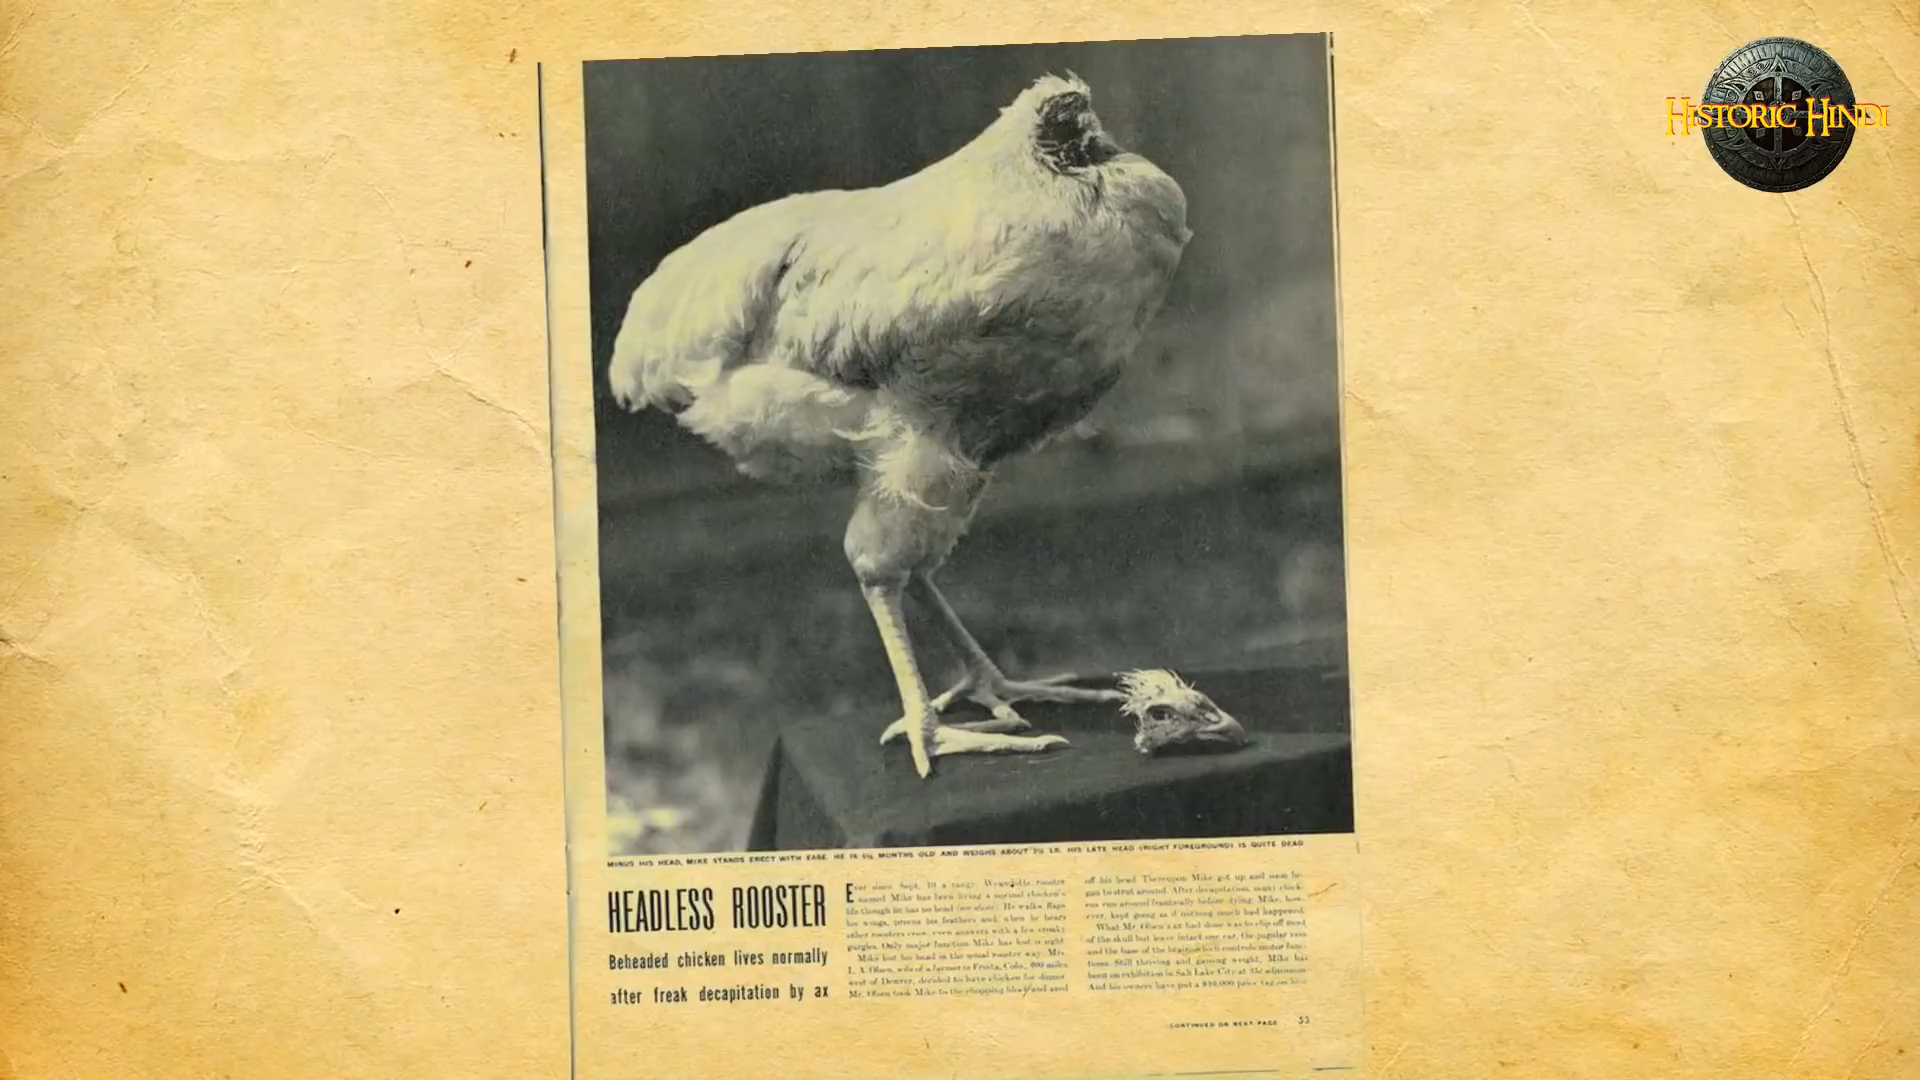 HISTORIC HINDI
MINUS HIS HEAD, MIKE STANDS ERECT WITH EASE. HE IS 5½ MONTHS OLD AND WEIGHS ABOUT 3½ LB. HIS LATE HEAD (RIGHT FOREGROUND) IS QUITE DEAD
HEADLESS ROOSTER
Beheaded chicken lives normally
after freak decapitation by ax
Ever since Sept. 10 a rangy Wyandotte rooster
named Mike has been living a normal chicken's
life though he has no head (see above). He walks, flaps
his wings, preens his feathers and, when he hears
other roosters crow, even answers with a few croaky
gurgles. Only major function Mike has lost is sight.
Mike lost his head in the usual rooster way. Mrs.
L. A. Olsen, wife of a farmer in Fruita, Colo., 200 miles
west of Denver, decided to have chicken for dinner.
Mr. Olsen took Mike to the chopping block and axed
off his head. Thereupon Mike got up and soon be-
gan to strut around. After decapitation, many chick-
ens run around frantically before dying. Mike, how-
ever, kept going as if nothing much had happened.
What Mr. Olsen's ax had done was to clip off most
of the skull but leave intact one ear, the jugular vein
and the base of the brain which controls motor func-
tions. Still thriving and gaining weight, Mike has
been on exhibition in Salt Lake City at admission
And his owners have put a $10,000 price tag on him
CONTINUED ON NEXT PAGE 53